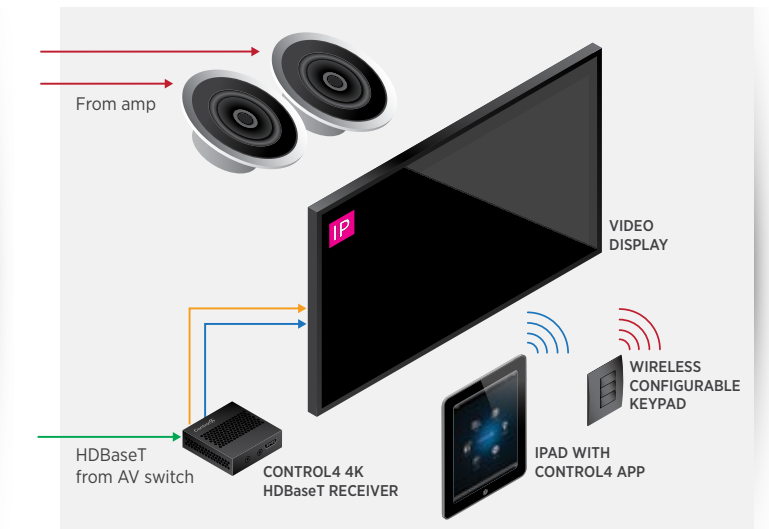 From amp
IP
VIDEO
DISPLAY
WIRELESS
CONFIGURABLE
KEYPAD
Control4
HDBaseT
from AV switch
CONTROL4 4K
HDBaseT RECEIVER
IPAD WITH
CONTROL4 APP